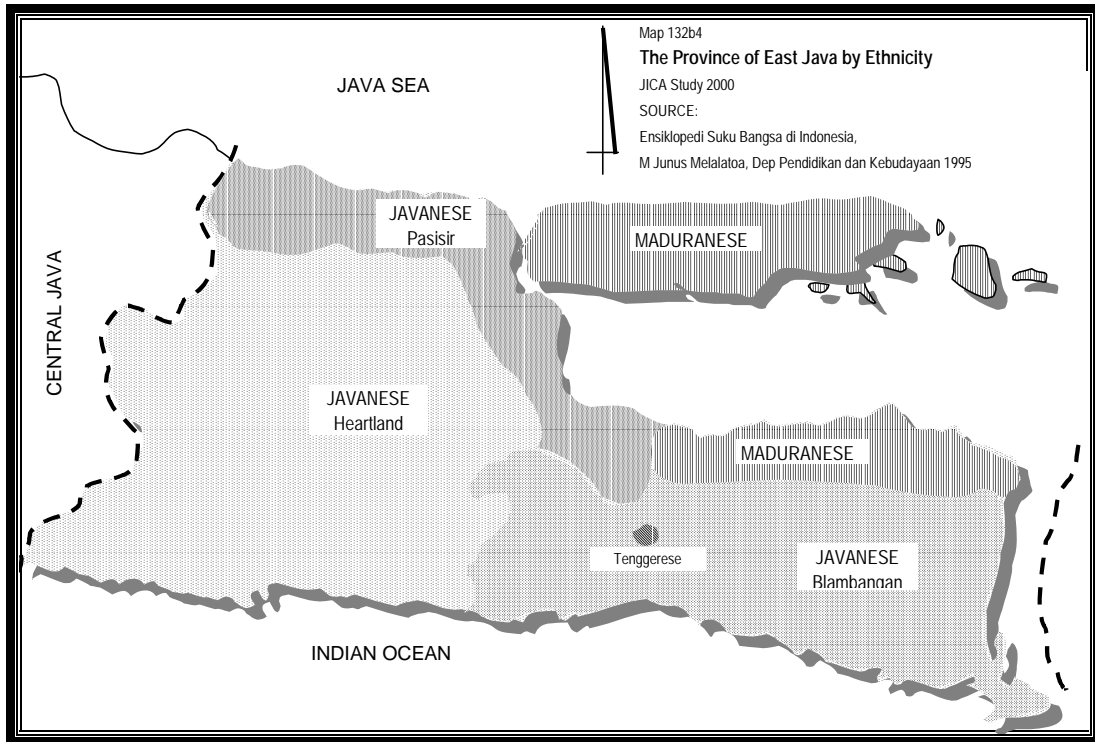 Map 132b4
The Province of East Java by Ethnicity
JICA Study 2000
SOURCE:
Ensiklopedi Suku Bangsa di Indonesia,
M Junus Melalatoa, Dep Pendidikan dan Kebudayaan 1995
JAVA SEA
JAVANESE
Pasisir
MADURANESE
CENTRAL JAVA
JAVANESE
Heartland
MADURANESE
Tenggerese
JAVANESE
Blambangan
INDIAN OCEAN